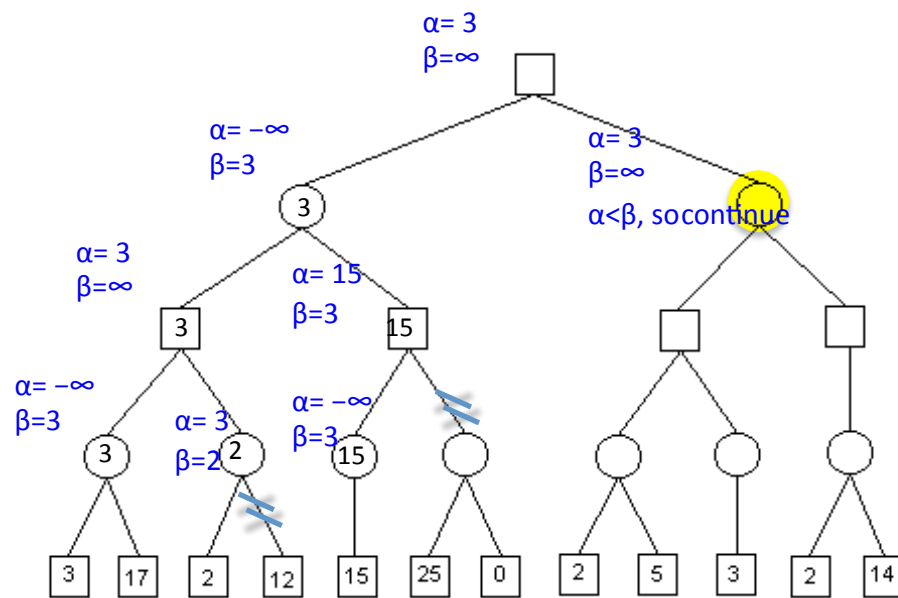 α= 3
β=∞
α= −∞
β=3
α= 3
β=∞
α<β, socontinue
3
α= 3
β=∞
α= 15
β=3
3
15
α= −∞
β=3
α= 3
β=2
α= −∞
β=3
3
2
15
3
17
2
12
15
25
0
2
5
3
2
14